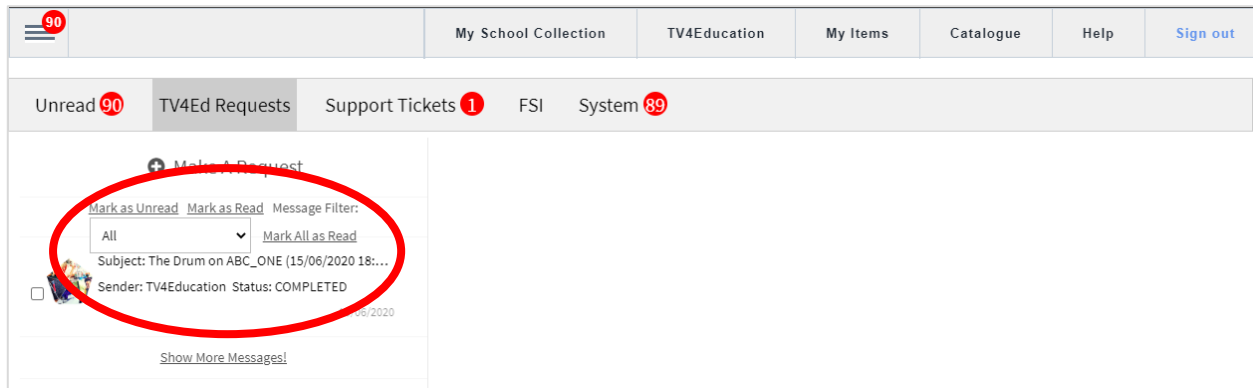 90
My School Collection TV4Education My Items Catalogue Help Sign out
Unread 90 TV4Ed Requests Support Tickets 1 FSI System 89
Make A Request
Mark as Unread Mark as Read Message Filter:
All Mark All as Read
Subject: The Drum on ABC_ONE (15/06/2020 18:...
Sender: TV4Education Status: COMPLETED
/06/2020
Show More Messages!